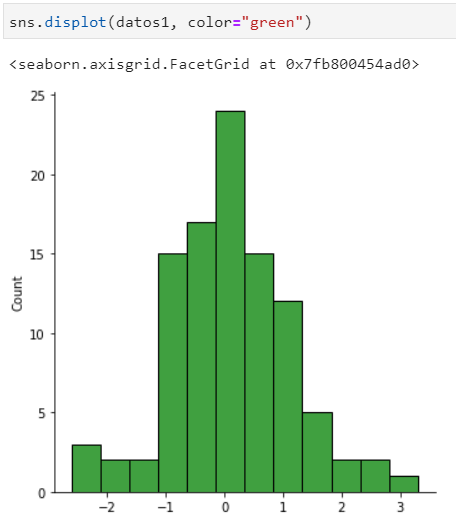 sns.displot(datos1, color="green")
<seaborn.axisgrid.FacetGrid at 0x7fb800454ad0>
25
20
15
10
5
0
Count
−2 −1 0 1 2 3